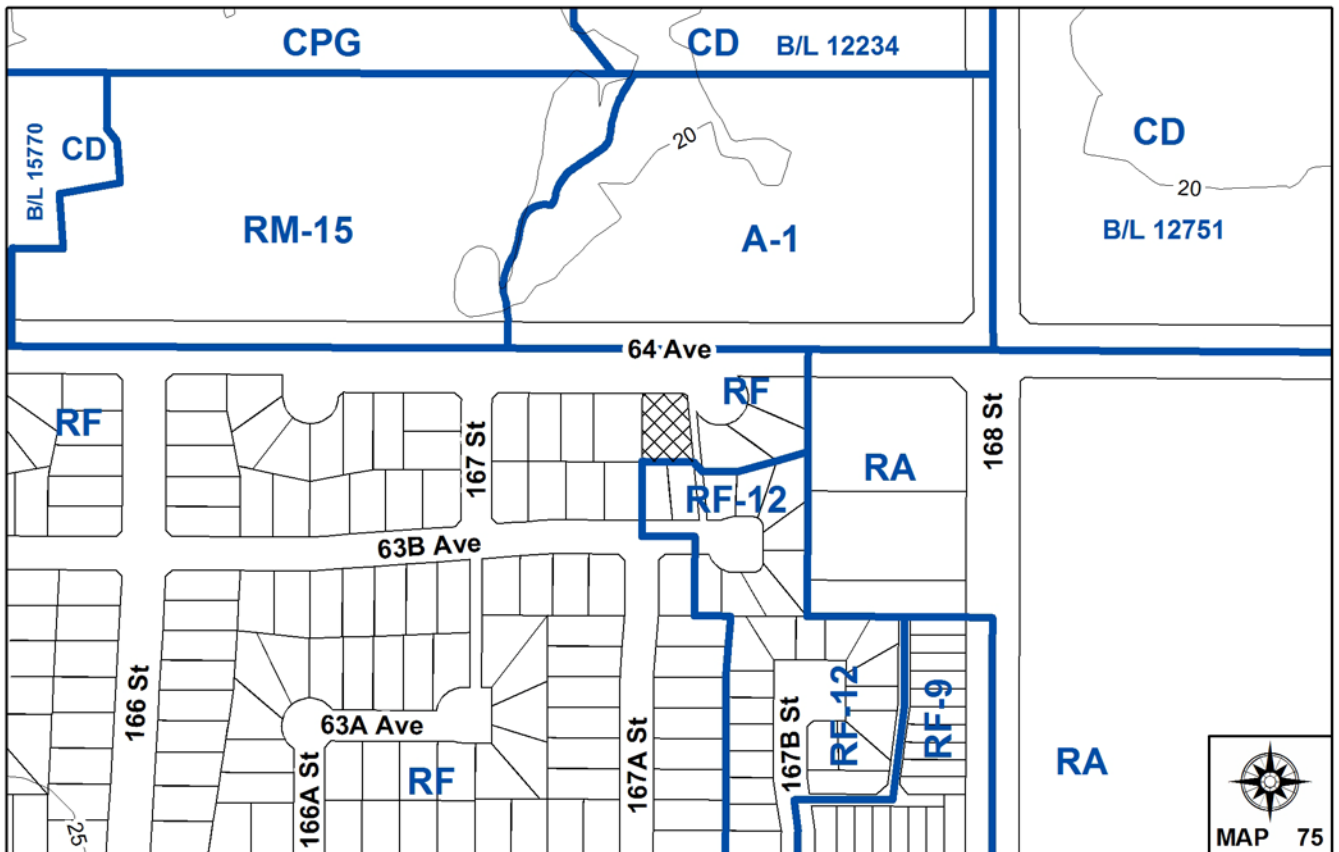 CPG
CD B/L 12234
CD
B/L 15770
CD
20
20
RM-15
A-1
B/L 12751
64 Ave
RF
RF
167 St
168 St
RA
RF-12
63B Ave
166 St
63A Ave
166A St
RF
167A St
167B St
RF-12
RF-9
RA
25
MAP 75